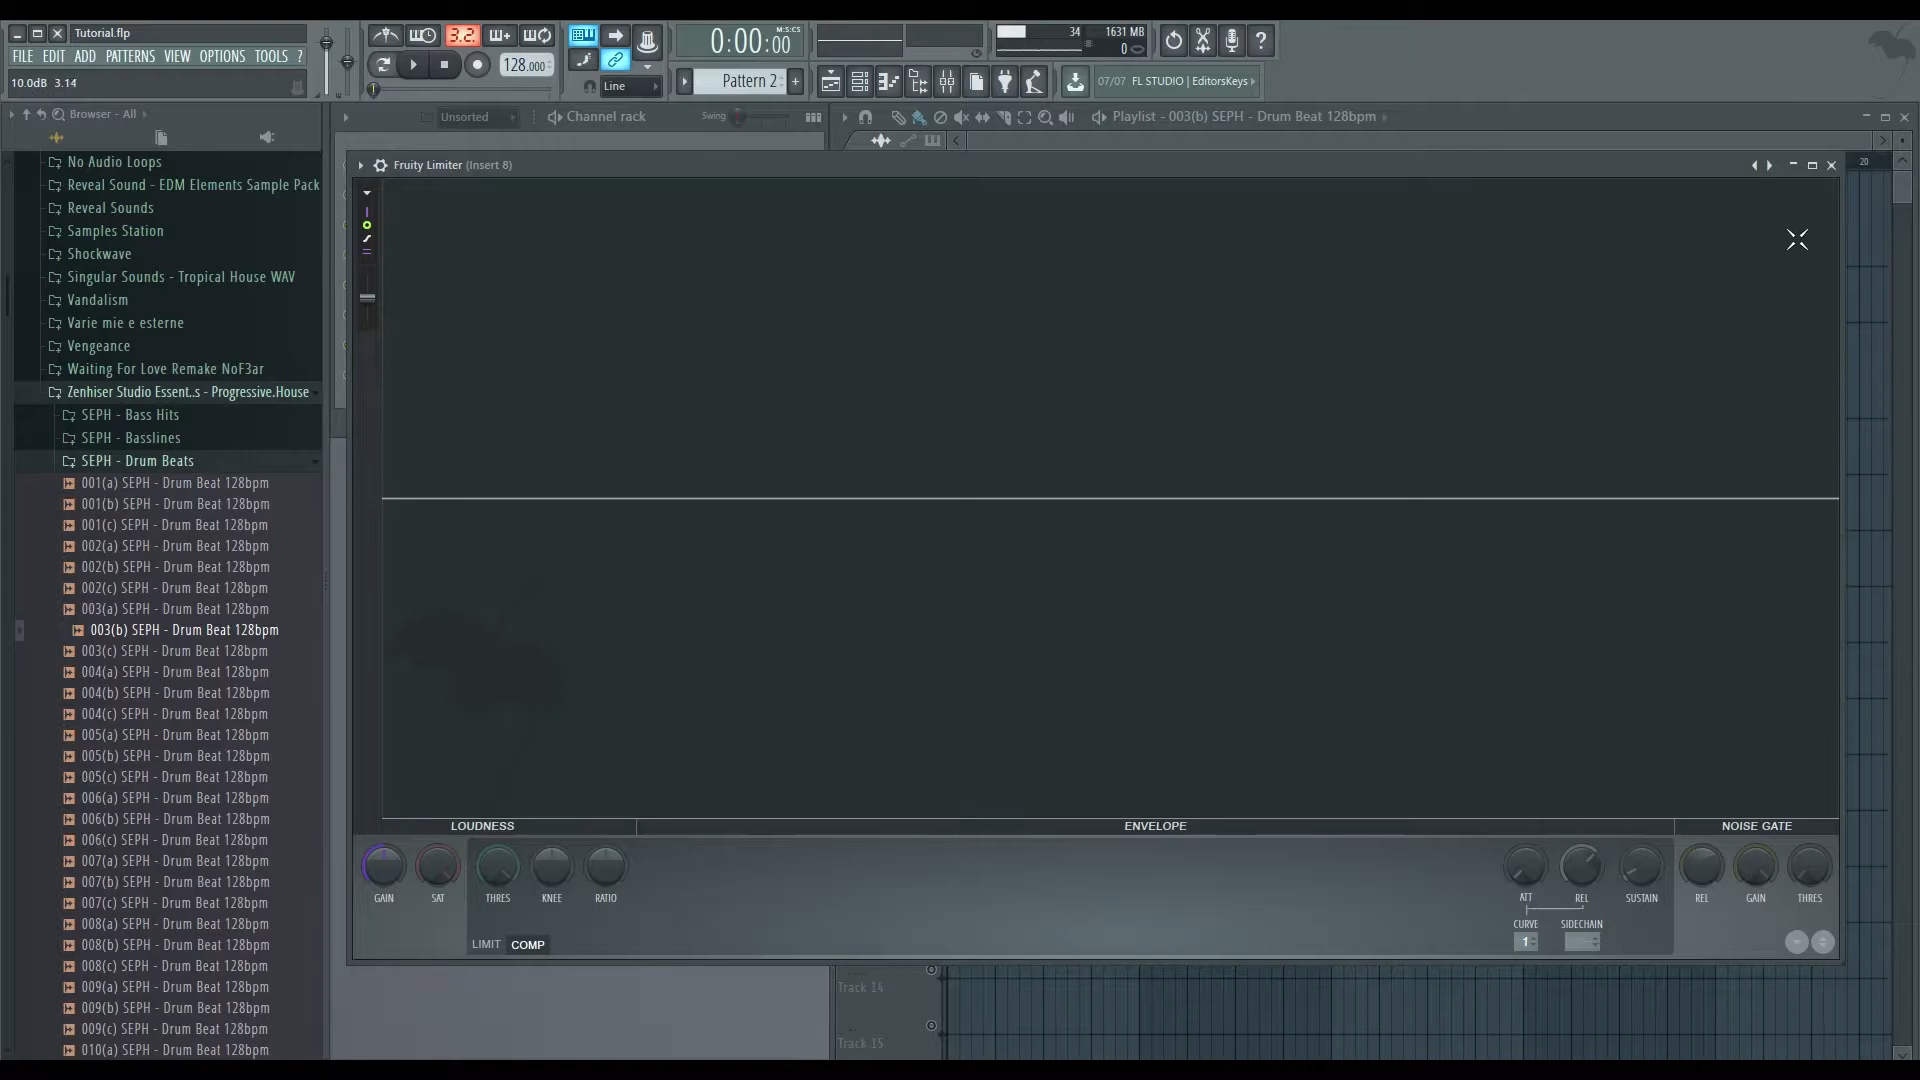 Tutorial.flp
FILE EDIT ADD PATTERNS VIEW OPTIONS TOOLS ?
10.0dB 3.14
3.2.
128.000
Line
0:00:00
M:S:CS
Pattern 2
34
1631 MB
0
07/07 FL STUDIO | EditorsKeys
Browser - All
Unsorted
Channel rack
Swing
Playlist - 003(b) SEPH - Drum Beat 128bpm
20
Fruity Limiter (Insert 8)
No Audio Loops
Reveal Sound - EDM Elements Sample Pack
Reveal Sounds
Samples Station
Shockwave
Singular Sounds - Tropical House WAV
Vandalism
Varie mie e esterne
Vengeance
Waiting For Love Remake NoF3ar
Zenhiser Studio Essent..s - Progressive.House
SEPH - Bass Hits
SEPH - Basslines
SEPH - Drum Beats
001(a) SEPH - Drum Beat 128bpm
001(b) SEPH - Drum Beat 128bpm
001(c) SEPH - Drum Beat 128bpm
002(a) SEPH - Drum Beat 128bpm
002(b) SEPH - Drum Beat 128bpm
002(c) SEPH - Drum Beat 128bpm
003(a) SEPH - Drum Beat 128bpm
003(b) SEPH - Drum Beat 128bpm
003(c) SEPH - Drum Beat 128bpm
004(a) SEPH - Drum Beat 128bpm
004(b) SEPH - Drum Beat 128bpm
004(c) SEPH - Drum Beat 128bpm
005(a) SEPH - Drum Beat 128bpm
005(b) SEPH - Drum Beat 128bpm
005(c) SEPH - Drum Beat 128bpm
006(a) SEPH - Drum Beat 128bpm
006(b) SEPH - Drum Beat 128bpm
006(c) SEPH - Drum Beat 128bpm
007(a) SEPH - Drum Beat 128bpm
007(b) SEPH - Drum Beat 128bpm
007(c) SEPH - Drum Beat 128bpm
008(a) SEPH - Drum Beat 128bpm
008(b) SEPH - Drum Beat 128bpm
008(c) SEPH - Drum Beat 128bpm
009(a) SEPH - Drum Beat 128bpm
009(b) SEPH - Drum Beat 128bpm
009(c) SEPH - Drum Beat 128bpm
010(a) SEPH - Drum Beat 128bpm
LOUDNESS
ENVELOPE
NOISE GATE
GAIN SAT THRES KNEE RATIO
ATT REL SUSTAIN REL GAIN THRES
CURVE SIDECHAIN
1
LIMIT COMP
Track 14
Track 15